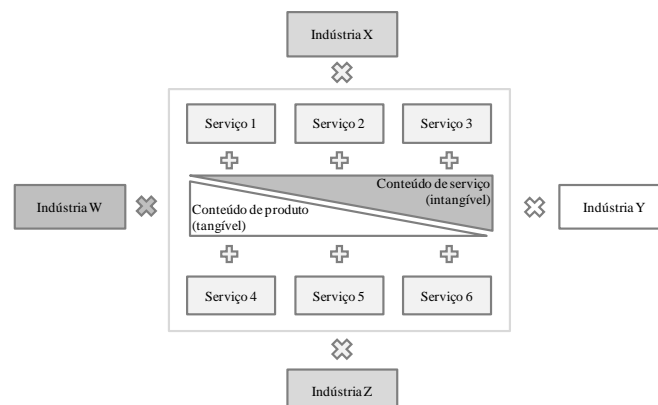 Indústria X
Serviço 1
Serviço 2
Serviço 3
Conteúdo de serviço
(intangível)
Indústria W
Conteúdo de produto
(tangível)
Indústria Y
Serviço 4
Serviço 5
Serviço 6
Indústria Z